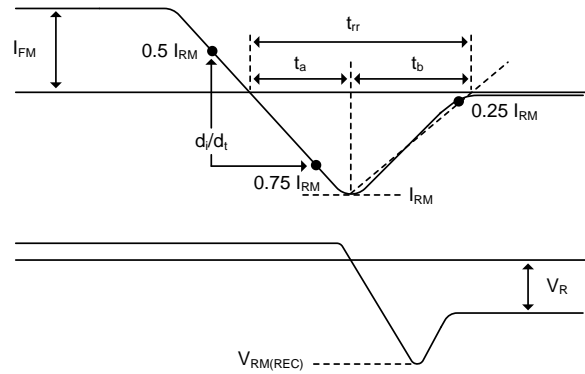 I_FM
0.5 I_RM
t_rr
t_a
t_b
0.25 I_RM
d_i/d_t
0.75 I_RM
I_RM
V_R
V_RM(REC)